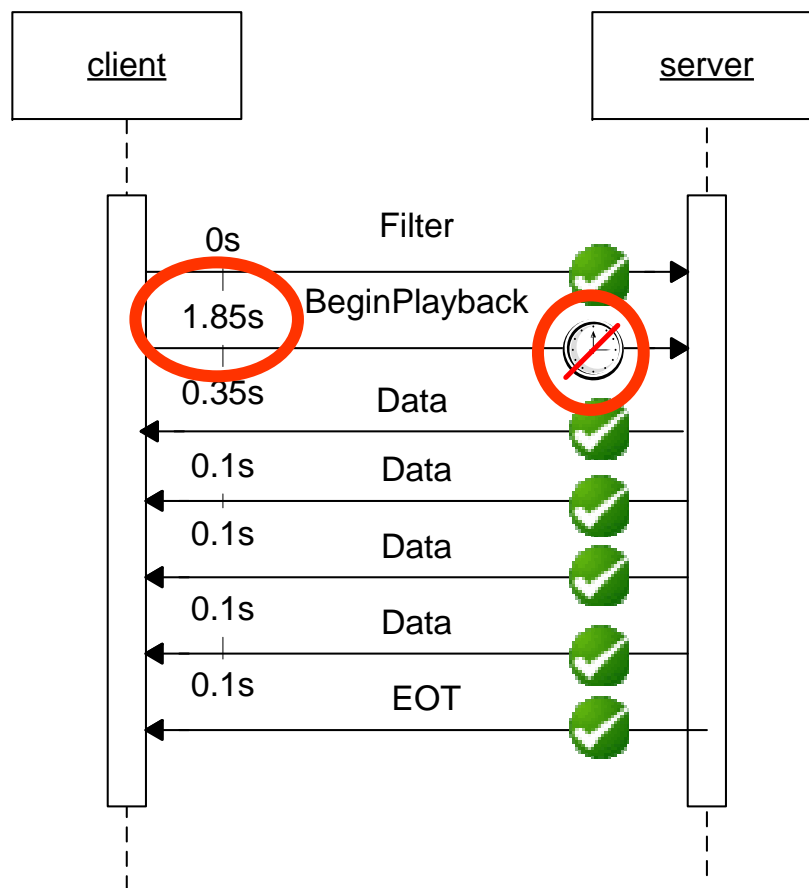 client
server
Filter
0s
BeginPlayback
1.85s
0.35s
Data
0.1s
Data
0.1s
Data
0.1s
Data
0.1s
EOT